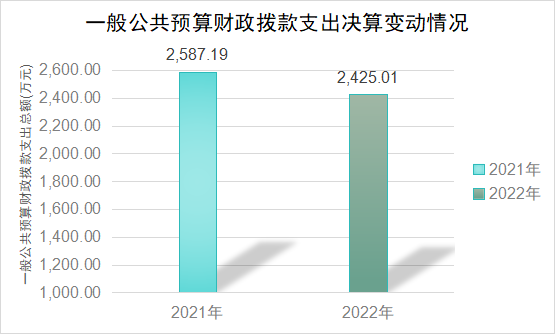 一般公共预算财政拨款支出决算变动情况
2,587.19
2,425.01
一般公共预算财政拨款支出总额(万元)
2,600.00
2,400.00
2,200.00
2,000.00
1,800.00
1,600.00
1,400.00
1,200.00
1,000.00
2021年
2022年
2021年
2022年